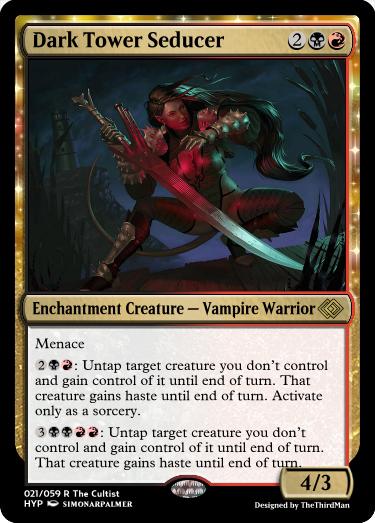 Dark Tower Seducer 2
Enchantment Creature — Vampire Warrior
Menace
2: Untap target creature you don't control
and gain control of it until end of turn. That
creature gains haste until end of turn. Activate
only as a sorcery.
3: Untap target creature you
don't control and gain control of it until end of turn.
That creature gains haste until end of turn.
4/3
021/059 R The Cultist
HYP SIMONARPALMER
Designed by TheThirdMan